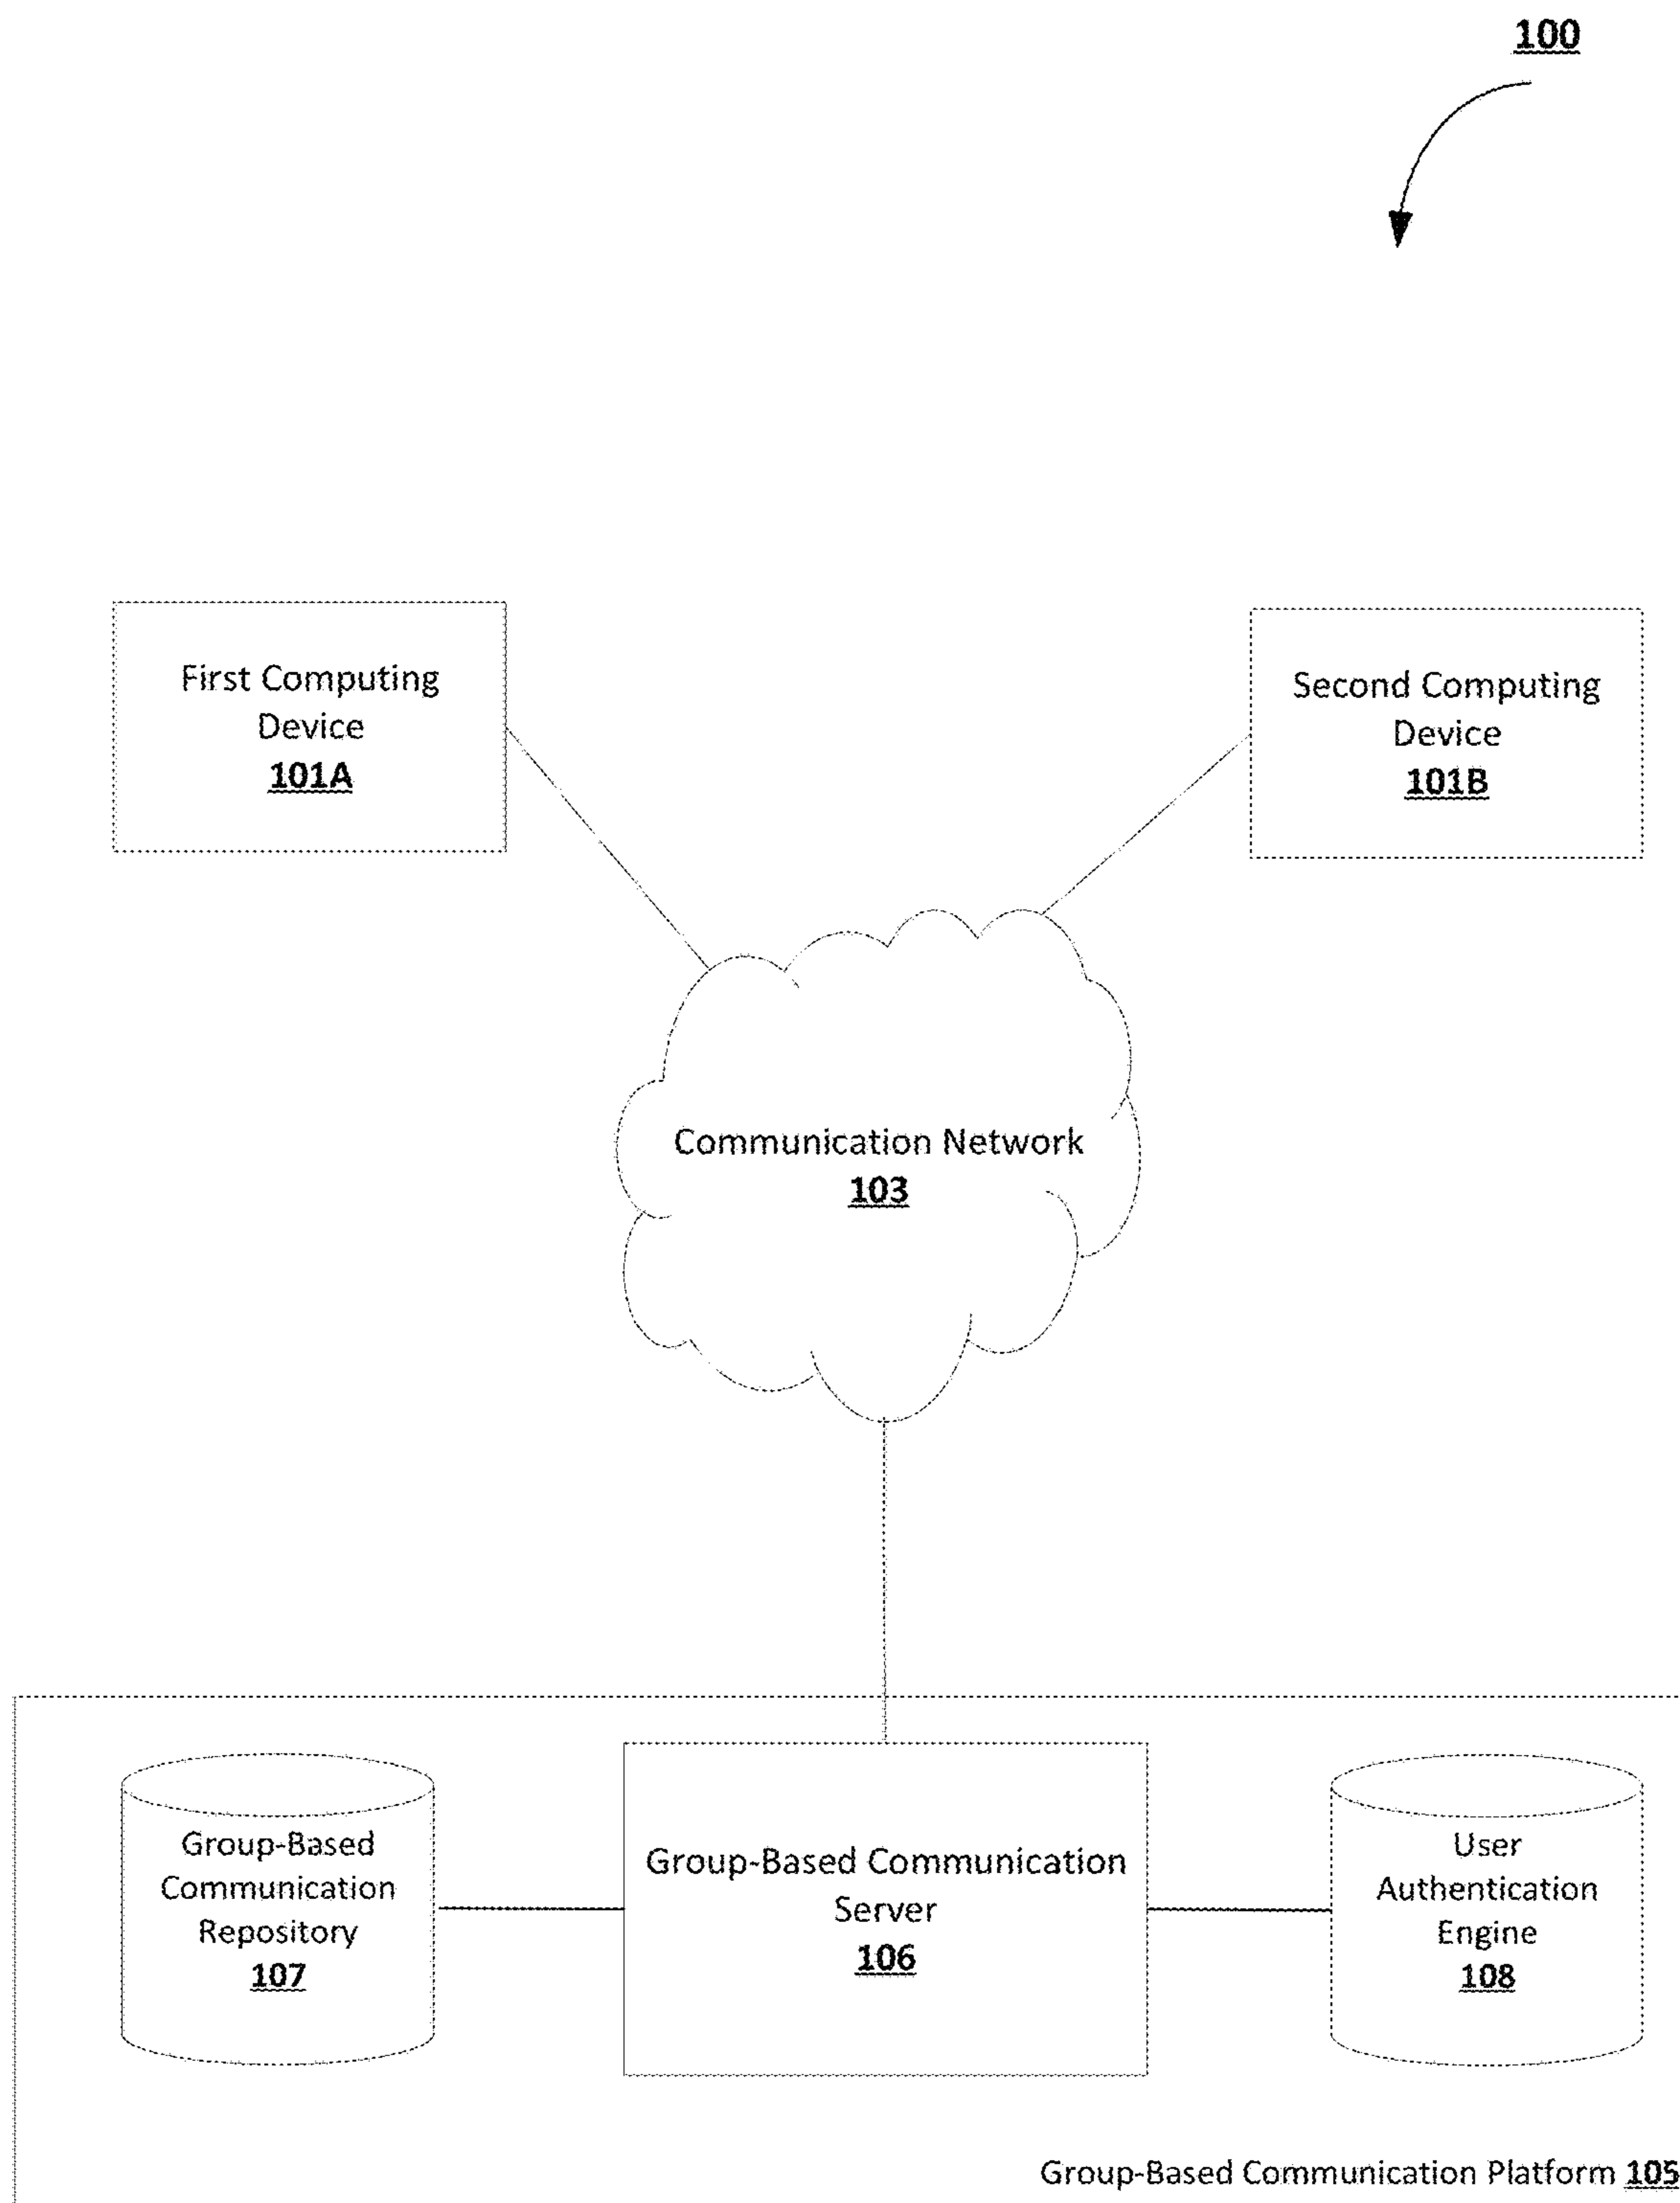 100
First Computing
Device
101A
Second Computing
Device
101B
Communication Network
103
Group-Based
Communication
Repository
107
Group-Based Communication
Server
106
User
Authentication
Engine
108
Group-Based Communication Platform 105